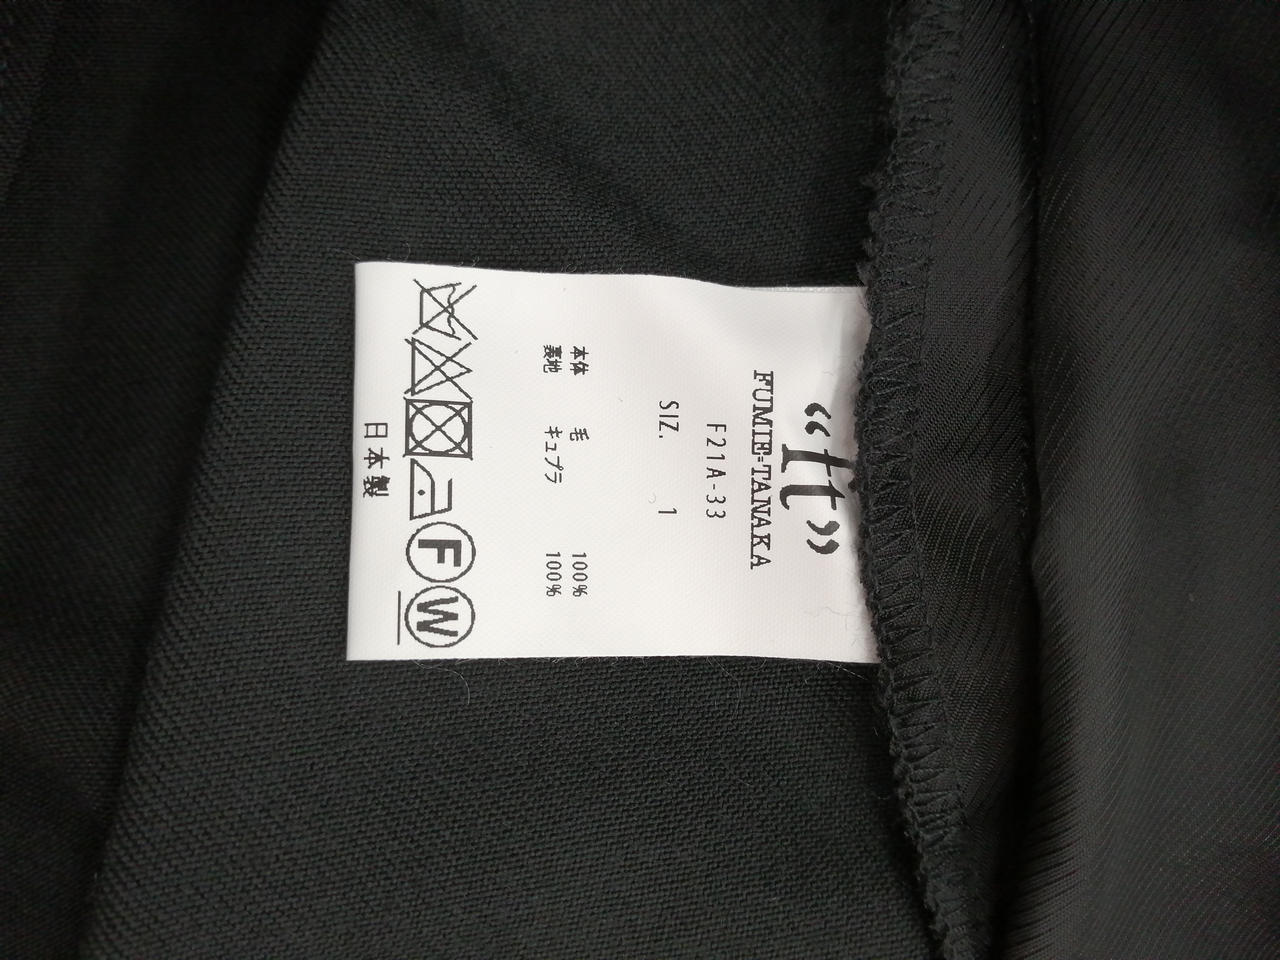 “ft”
FUMIE=TANAKA
F21A-33
SIZ. 1
本体 毛 100%
裏地 キュプラ 100%
F W
日本製